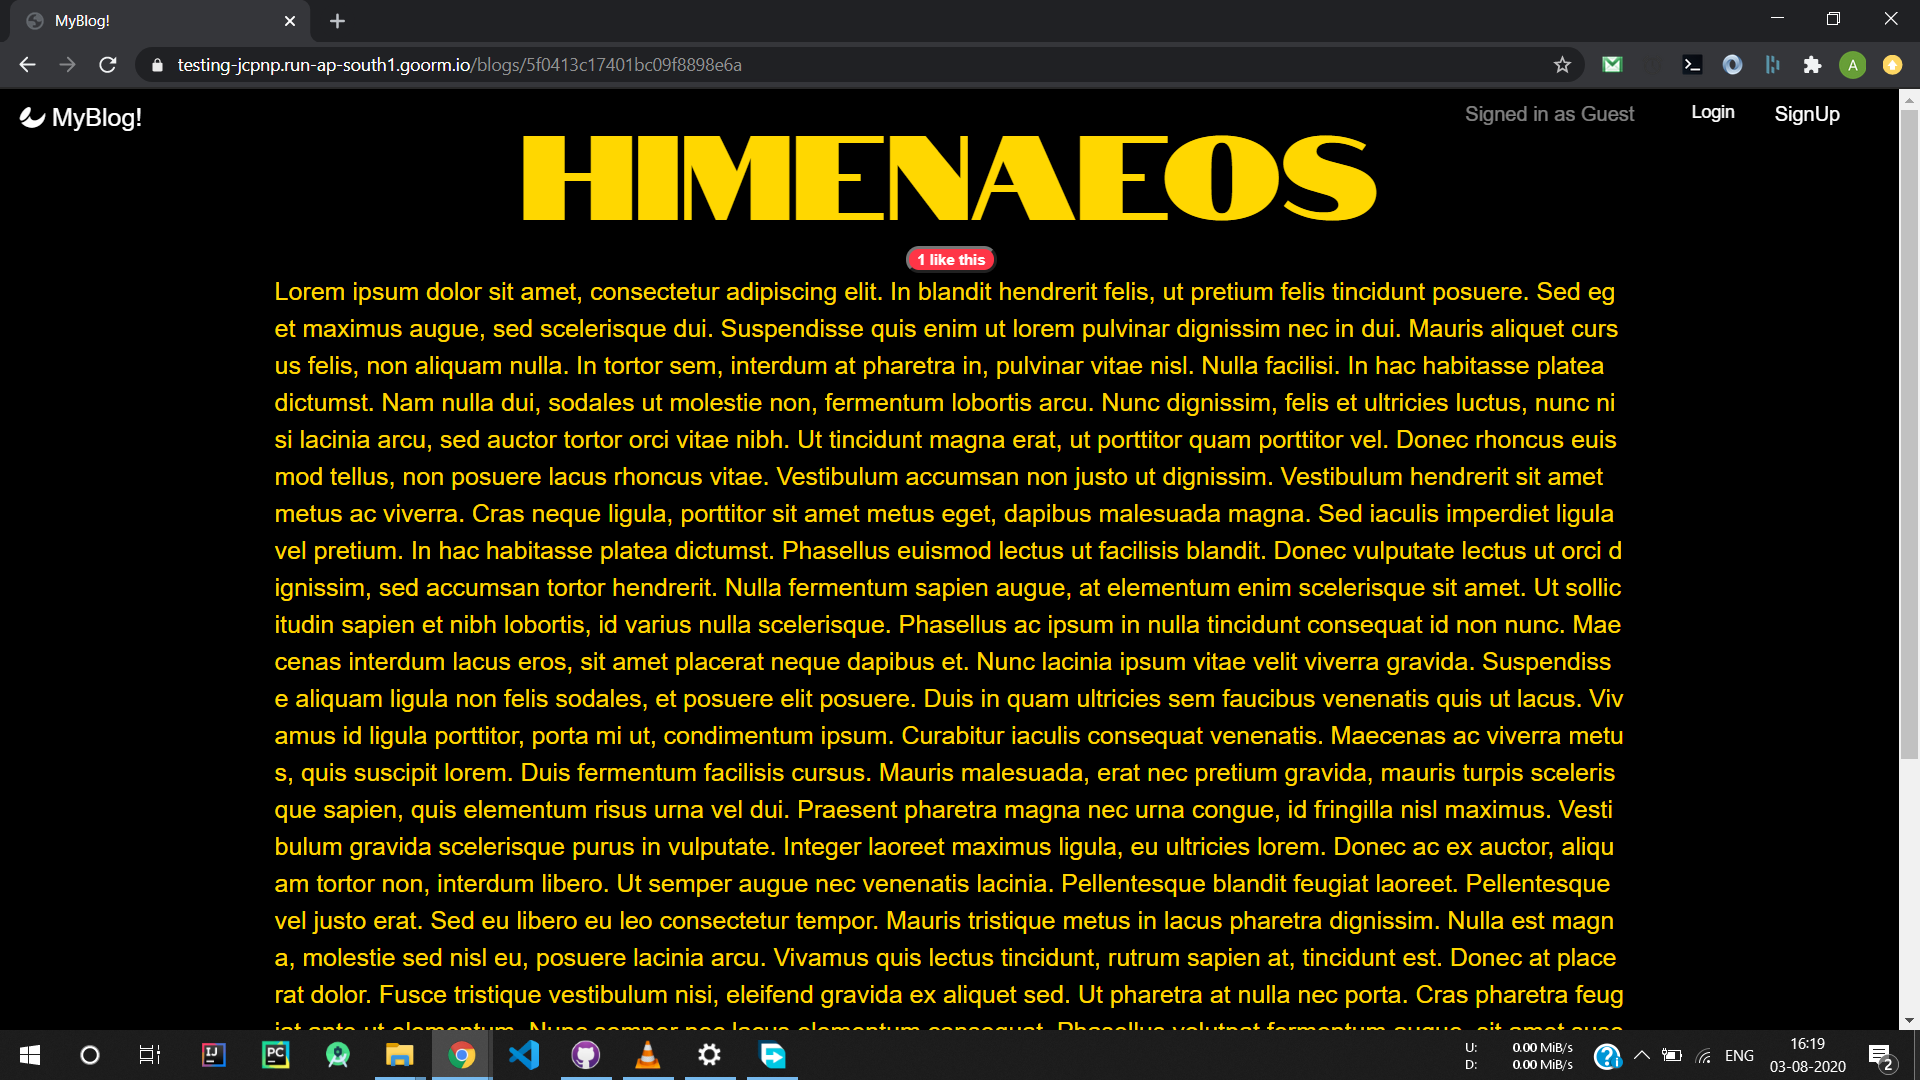 MyBlog!
testing-jcpnp.run-ap-south1.goorm.io/blogs/5f0413c17401bc09f8898e6a
A
MyBlog!
Signed in as Guest
Login
SignUp
HIMENAEOS
1 like this
Lorem ipsum dolor sit amet, consectetur adipiscing elit. In blandit hendrerit felis, ut pretium felis tincidunt posuere. Sed eg
et maximus augue, sed scelerisque dui. Suspendisse quis enim ut lorem pulvinar dignissim nec in dui. Mauris aliquet curs
us felis, non aliquam nulla. In tortor sem, interdum at pharetra in, pulvinar vitae nisl. Nulla facilisi. In hac habitasse platea
dictumst. Nam nulla dui, sodales ut molestie non, fermentum lobortis arcu. Nunc dignissim, felis et ultricies luctus, nunc ni
si lacinia arcu, sed auctor tortor orci vitae nibh. Ut tincidunt magna erat, ut porttitor quam porttitor vel. Donec rhoncus euis
mod tellus, non posuere lacus rhoncus vitae. Vestibulum accumsan non justo ut dignissim. Vestibulum hendrerit sit amet
metus ac viverra. Cras neque ligula, porttitor sit amet metus eget, dapibus malesuada magna. Sed iaculis imperdiet ligula
vel pretium. In hac habitasse platea dictumst. Phasellus euismod lectus ut facilisis blandit. Donec vulputate lectus ut orci d
ignissim, sed accumsan tortor hendrerit. Nulla fermentum sapien augue, at elementum enim scelerisque sit amet. Ut sollic
itudin sapien et nibh lobortis, id varius nulla scelerisque. Phasellus ac ipsum in nulla tincidunt consequat id non nunc. Mae
cenas interdum lacus eros, sit amet placerat neque dapibus et. Nunc lacinia ipsum vitae velit viverra gravida. Suspendiss
e aliquam ligula non felis sodales, et posuere elit posuere. Duis in quam ultricies sem faucibus venenatis quis ut lacus. Viv
amus id ligula porttitor, porta mi ut, condimentum ipsum. Curabitur iaculis consequat venenatis. Maecenas ac viverra metu
s, quis suscipit lorem. Duis fermentum facilisis cursus. Mauris malesuada, erat nec pretium gravida, mauris turpis sceleris
que sapien, quis elementum risus urna vel dui. Praesent pharetra magna nec urna congue, id fringilla nisl maximus. Vesti
bulum gravida scelerisque purus in vulputate. Integer laoreet maximus ligula, eu ultricies lorem. Donec ac ex auctor, aliqu
am tortor non, interdum libero. Ut semper augue nec venenatis lacinia. Pellentesque blandit feugiat laoreet. Pellentesque
vel justo erat. Sed eu libero eu leo consectetur tempor. Mauris tristique metus in lacus pharetra dignissim. Nulla est magn
a, molestie sed nisl eu, posuere lacinia arcu. Vivamus quis lectus tincidunt, rutrum sapien at, tincidunt est. Donec at place
rat dolor. Fusce tristique vestibulum nisi, eleifend gravida ex aliquet sed. Ut pharetra at nulla nec porta. Cras pharetra feug
iat ante ut elementum. Nunc semper nec lacus elementum consequat. Phasellus volutpat fermentum augue, sit amet susc
IJ
PC
U: 0.00 MiB/s
D: 0.00 MiB/s
ENG
16:19
03-08-2020
2